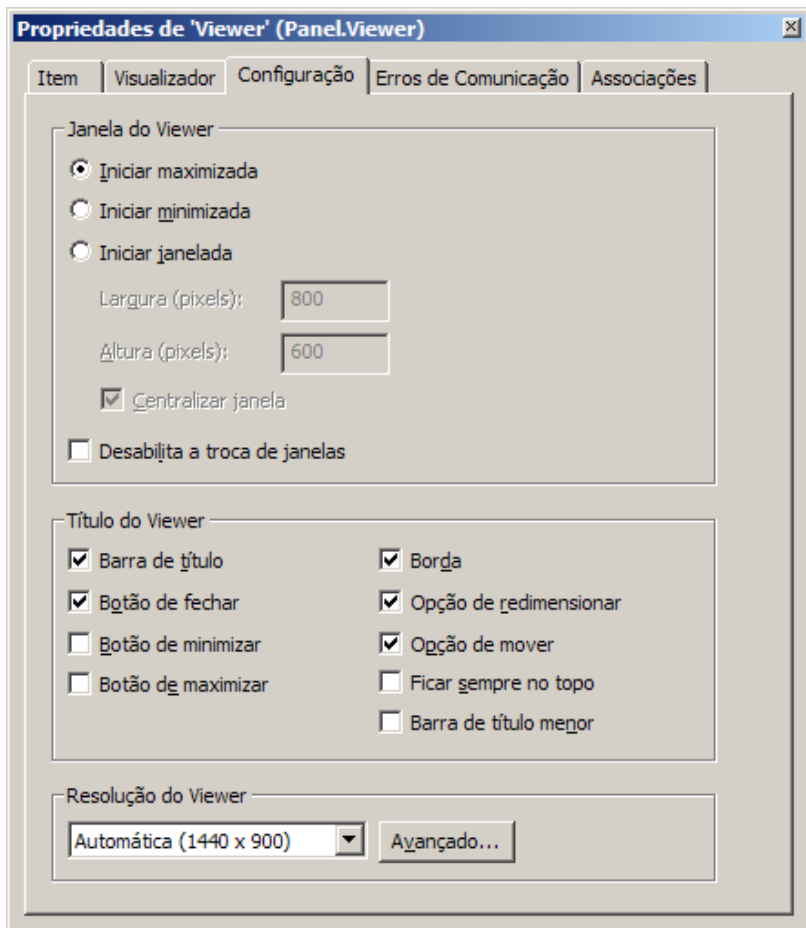 Propriedades de 'Viewer' (Panel.Viewer)
Item Visualizador Configuração Erros de Comunicação Associações
Janela do Viewer
Iniciar maximizada
Iniciar minimizada
Iniciar janelada
Largura (pixels): 800
Altura (pixels): 600
Centralizar janela
Desabilita a troca de janelas
Título do Viewer
Barra de título Borda
Botão de fechar Opção de redimensionar
Botão de minimizar Opção de mover
Botão de maximizar Ficar sempre no topo
Barra de título menor
Resolução do Viewer
Automática (1440 x 900) Avançado...